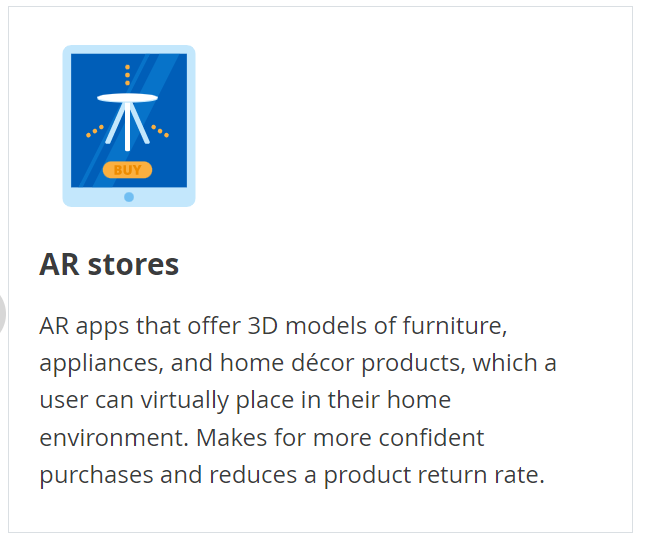 BUY
AR stores
AR apps that offer 3D models of furniture,
appliances, and home décor products, which a
user can virtually place in their home
environment. Makes for more confident
purchases and reduces a product return rate.